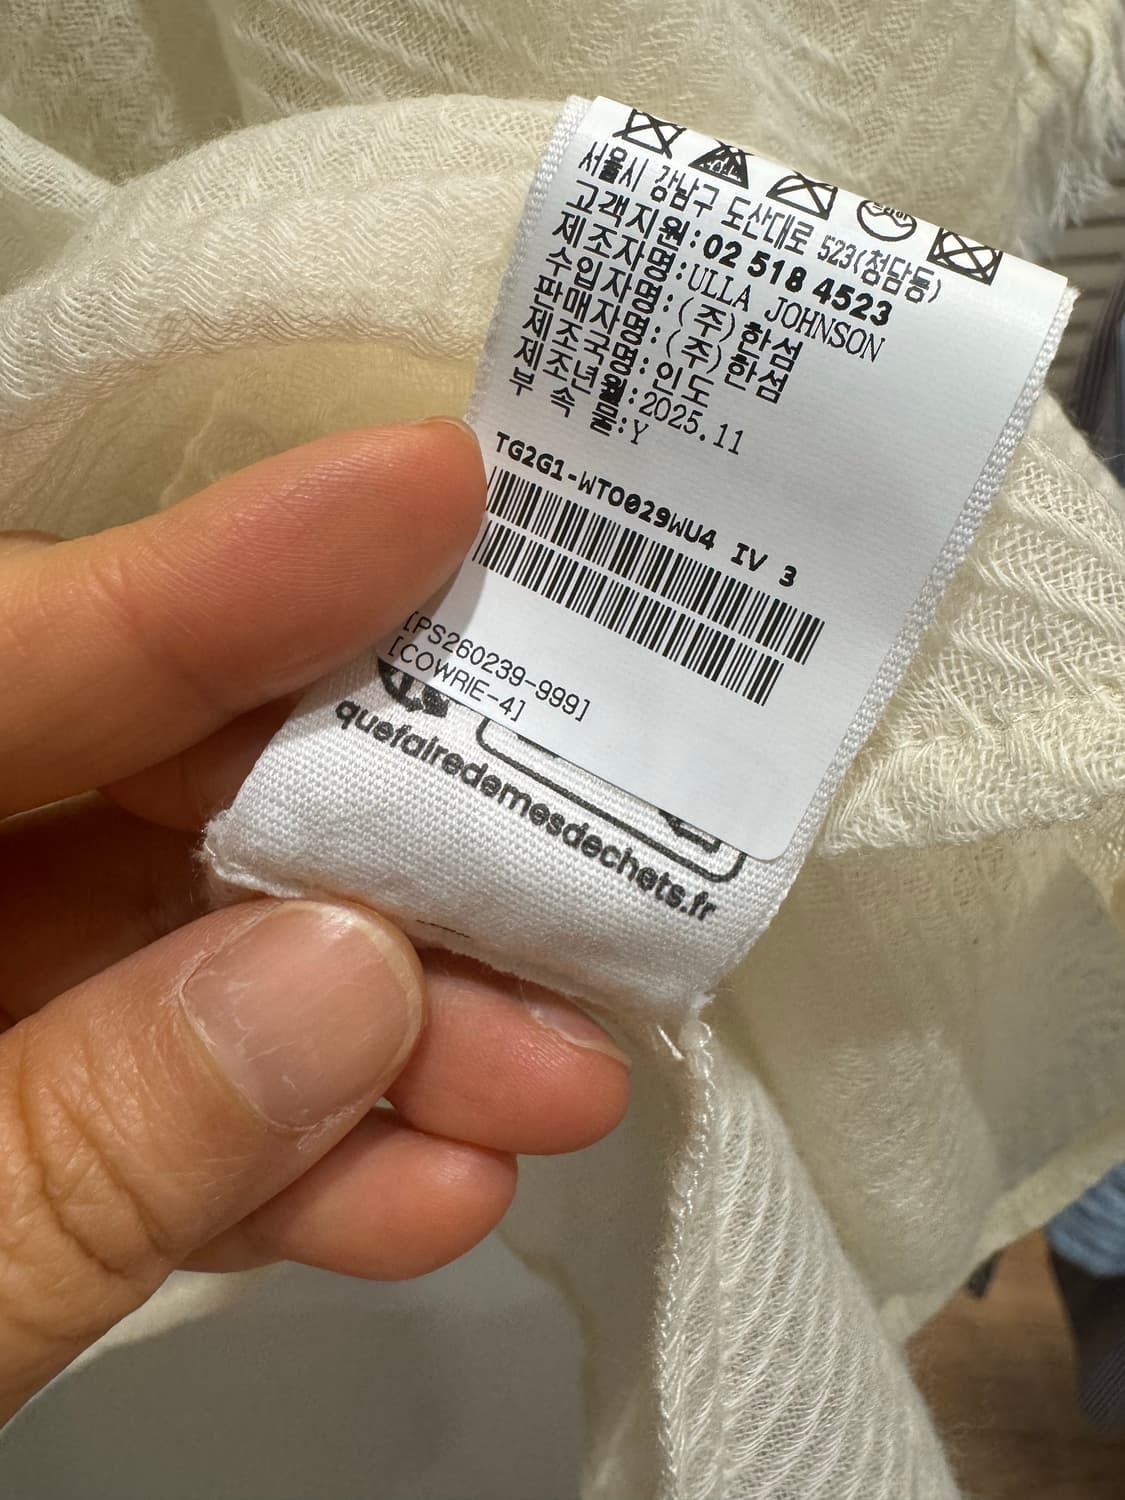 서울시 강남구 도산대로 523(청담동)
고객지원:02 518 4523
제조자명:ULLA JOHNSON
수입자명:(주)한섬
판매자명:(주)한섬
제조국명:인도
제조년월:2025.11
부 속 물:Y
TG2G1-WTO029WU4 IV 3
[PS260239-999]
[COWRIE-4]
quefairedemesdechets.fr